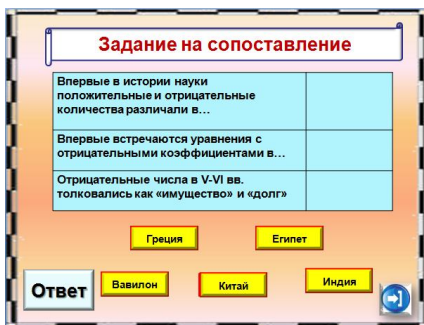 Задание на сопоставление
Впервые в истории науки
положительные и отрицательные
количества различали в…
Впервые встречаются уравнения с
отрицательными коэффициентами в…
Отрицательные числа в V-VI вв.
толковались как «имущество» и «долг»
Греция
Египет
Ответ
Вавилон
Китай
Индия